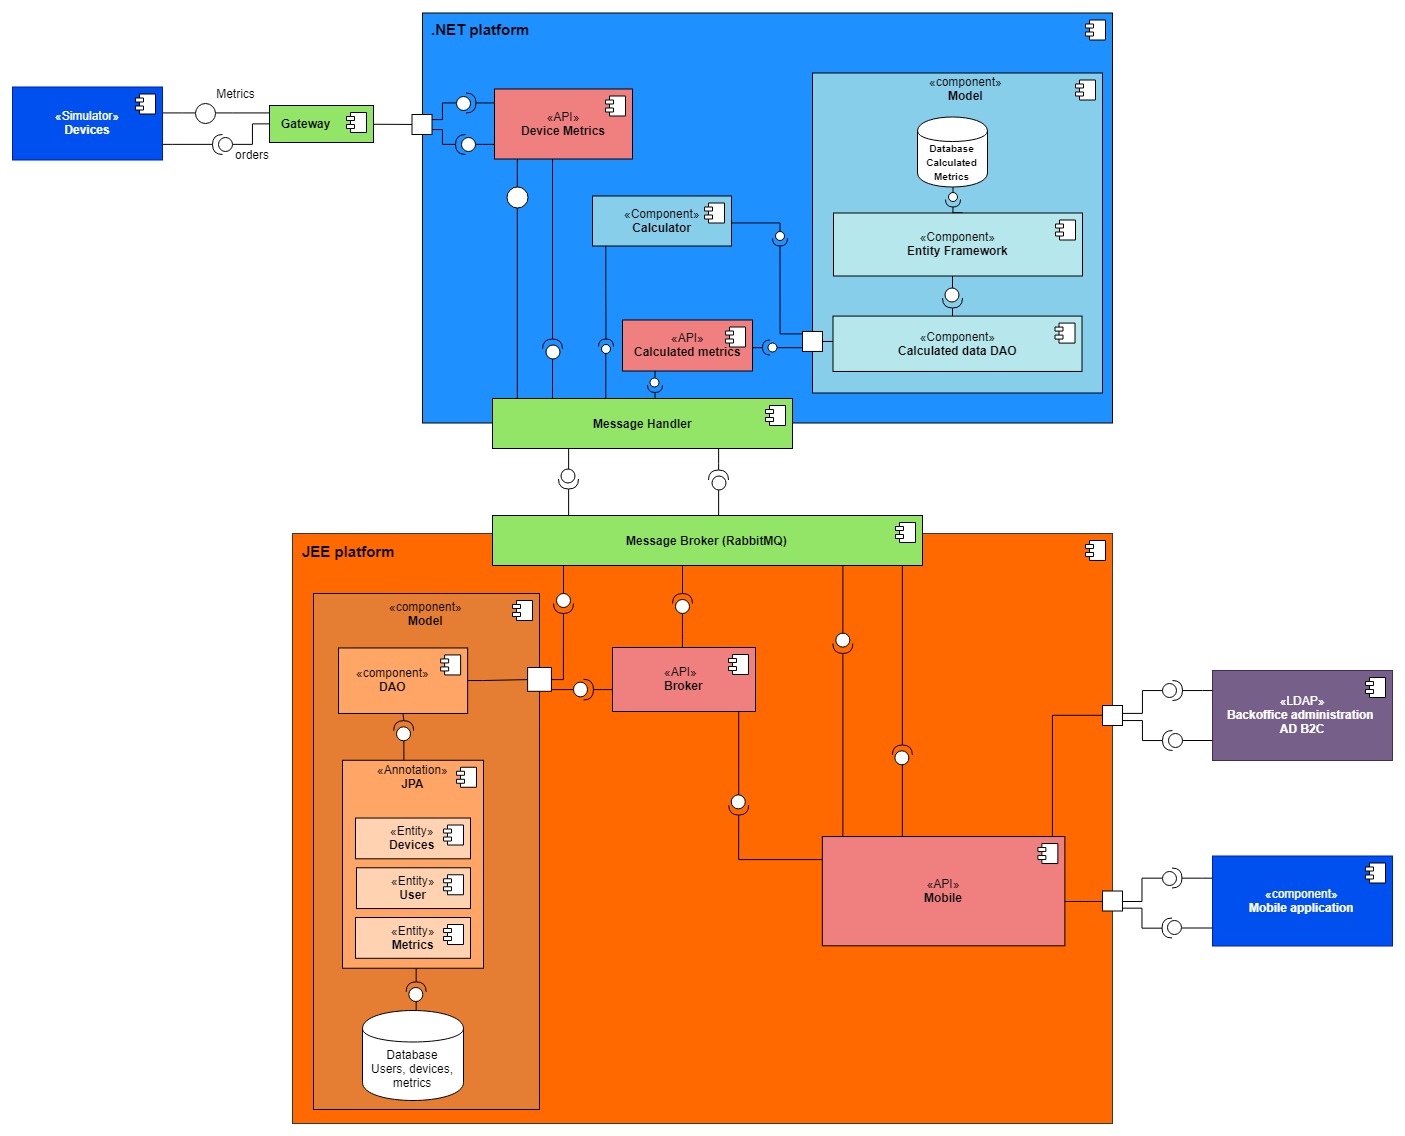 .NET platform
«component»
Model
Metrics
«Simulator»
Devices
Gateway
orders
«API»
Device Metrics
Database
Calculated
Metrics
«Component»
Calculator
«Component»
Entity Framework
«API»
Calculated metrics
«Component»
Calculated data DAO
Message Handler
Message Broker (RabbitMQ)
JEE platform
«component»
Model
«component»
DAO
«API»
Broker
«LDAP»
Backoffice administration
AD B2C
«Annotation»
JPA
«Entity»
Devices
«Entity»
User
«Entity»
Metrics
«API»
Mobile
«component»
Mobile application
Database
Users, devices,
metrics